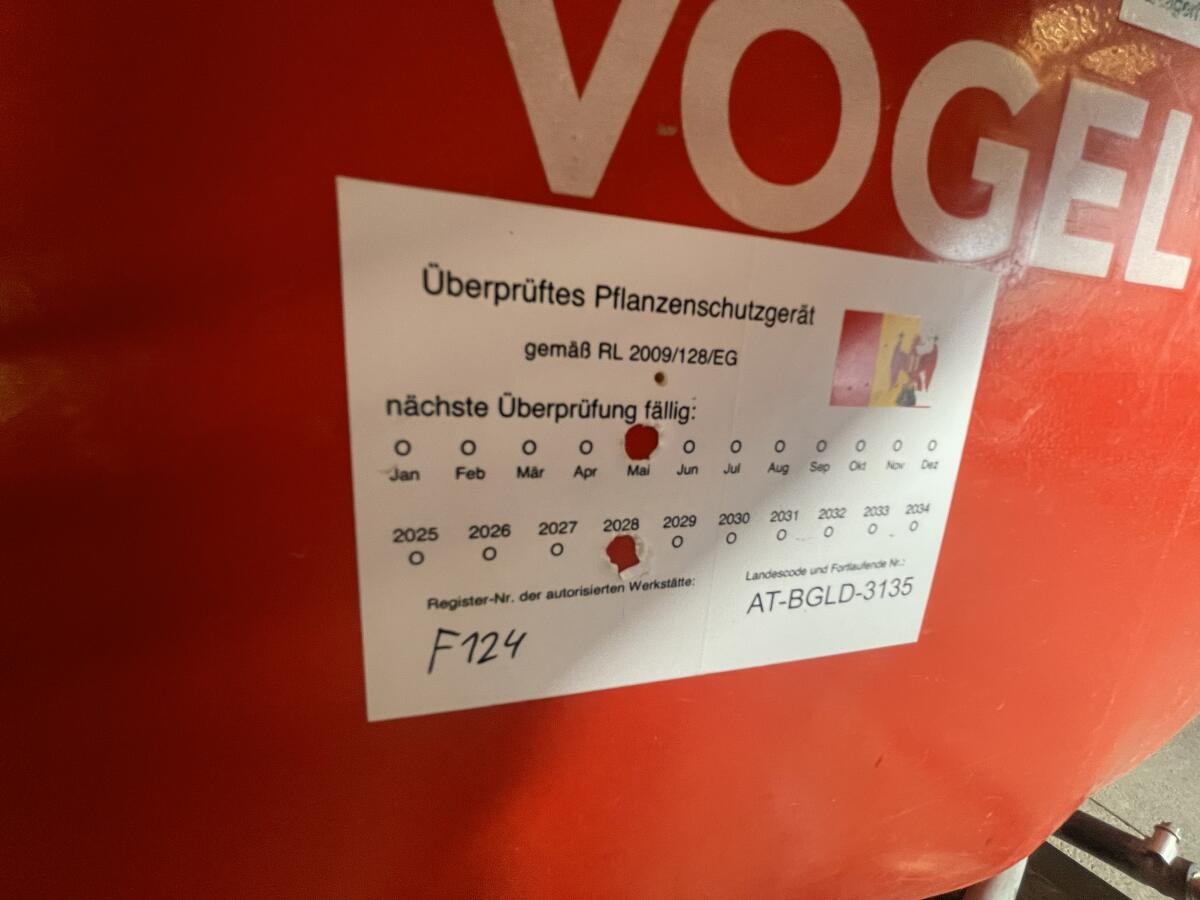 VOGEL
Überprüftes Pflanzenschutzgerät
gemäß RL 2009/128/EG
nächste Überprüfung fällig:
O O O O O O O O O O O
Jan Feb Mär Apr Mai Jun Jul Aug Sep Okt Nov Dez
2025 2026 2027 2028 2029 2030 2031 2032 2033 2034
O O O O O O O O O
Register-Nr. der autorisierten Werkstätte:
F124
Landescode und Fortlaufende Nr.:
AT-BGLD-3135